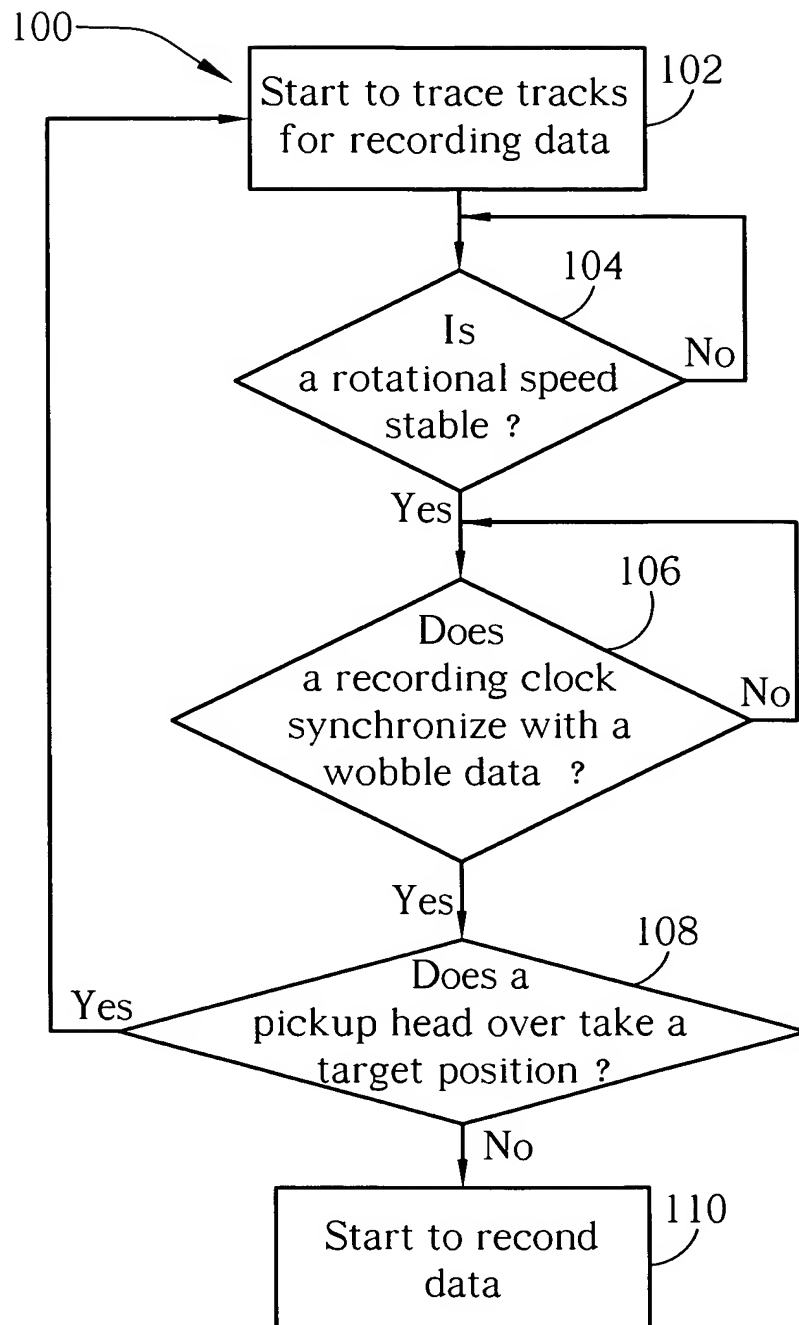 100
Start to trace tracks
for recording data
102
104
Is
a rotational speed
stable ?
No
Yes
106
Does
a recording clock
synchronize with a
wobble data ?
No
Yes
108
Does a
pickup head over take a
target position ?
Yes
No
110
Start to recond
data